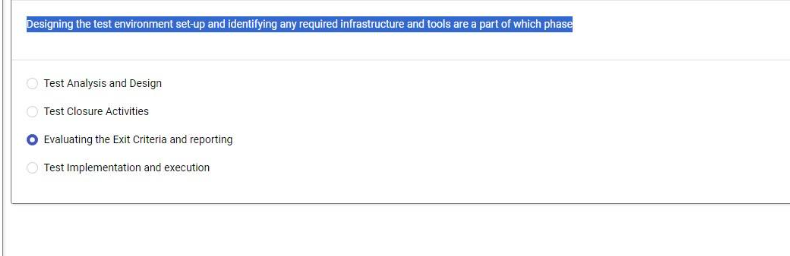 Designing the test environment set-up and identifying any required infrastructure and tools are a part of which phase
Test Analysis and Design
Test Closure Activities
Evaluating the Exit Criteria and reporting
Test Implementation and execution